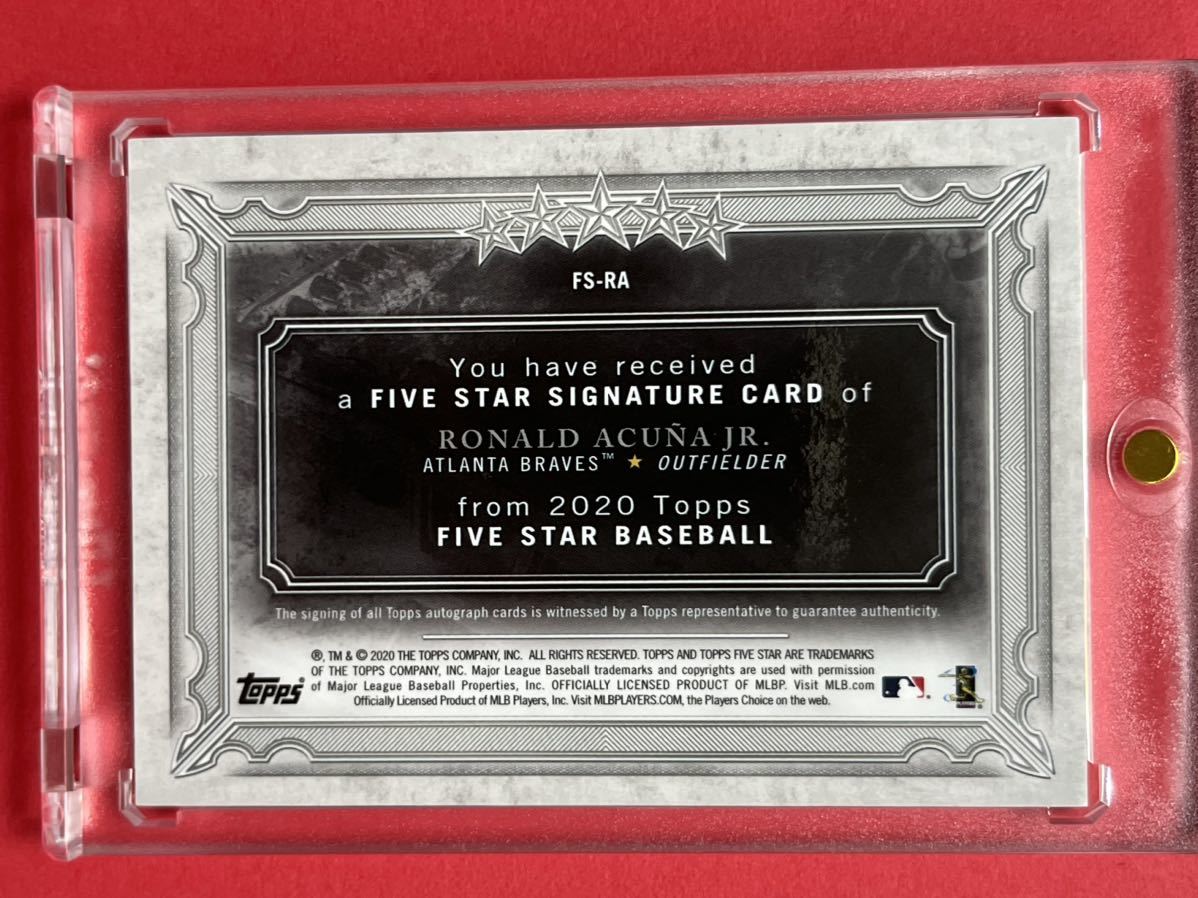 FS-RA
You have received
a FIVE STAR SIGNATURE CARD of
RONALD ACUÑA JR.
ATLANTA BRAVES™ ★ OUTFIELDER
from 2020 Topps
FIVE STAR BASEBALL
The signing of all Topps autograph cards is witnessed by a Topps representative to guarantee authenticity.
®, TM & © 2020 THE TOPPS COMPANY, INC. ALL RIGHTS RESERVED. TOPPS AND TOPPS FIVE STAR ARE TRADEMARKS
OF THE TOPPS COMPANY, INC. Major League Baseball trademarks and copyrights are used with permission
of Major League Baseball Properties, Inc. OFFICIALLY LICENSED PRODUCT OF MLBP. Visit MLB.com
Officially Licensed Product of MLB Players, Inc. Visit MLBPLAYERS.COM, the Players Choice on the web.
Topps®